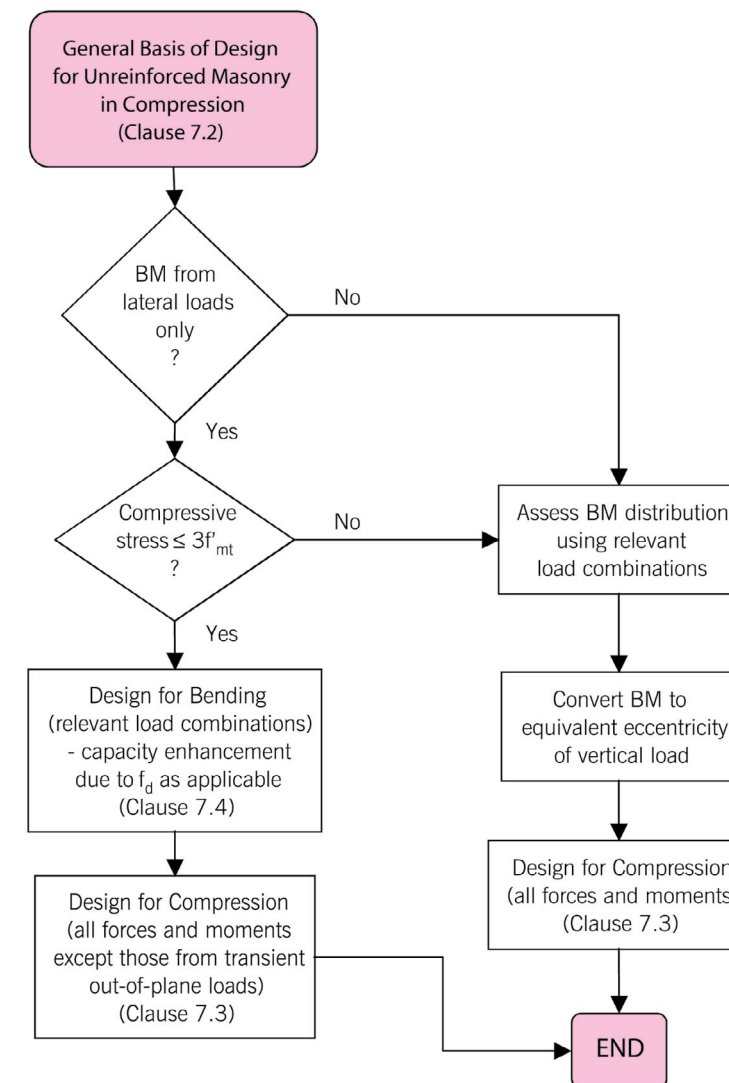 General Basis of Design
for Unreinforced Masonry
in Compression
(Clause 7.2)
BM from
lateral loads
only
?
No
Yes
Compressive
stress ≤ 3f'mt
?
No
Yes
Assess BM distribution
using relevant
load combinations
Design for Bending
(relevant load combinations)
- capacity enhancement
due to fd as applicable
(Clause 7.4)
Convert BM to
equivalent eccentricity
of vertical load
Design for Compression
(all forces and moments
except those from transient
out-of-plane loads)
(Clause 7.3)
Design for Compression
(all forces and moments
(Clause 7.3)
END